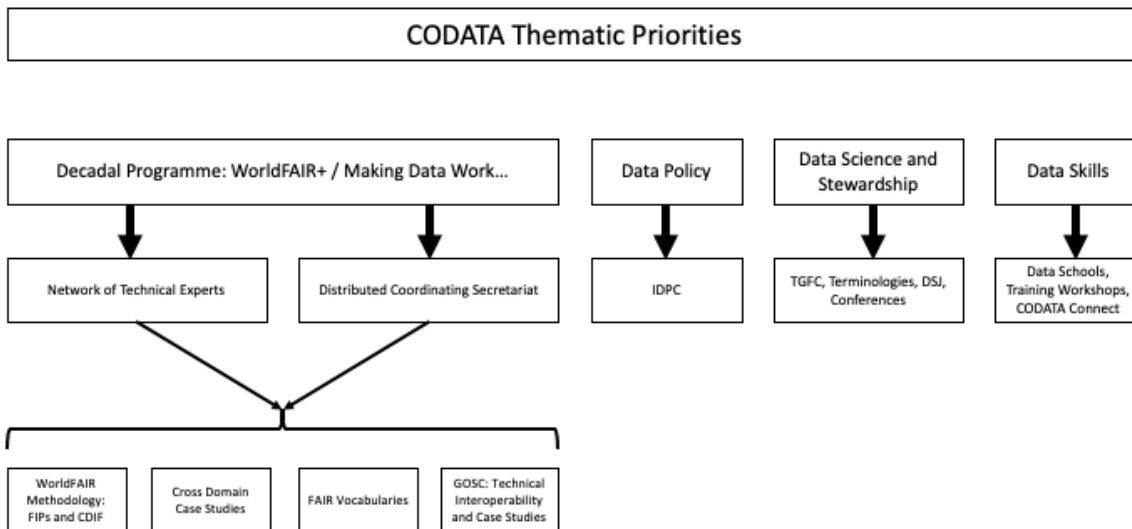 CODATA Thematic Priorities
Decadal Programme: WorldFAIR+ / Making Data Work...
Data Policy
Data Science and
Stewardship
Data Skills
Network of Technical Experts
Distributed Coordinating Secretariat
IDPC
TGFC, Terminologies, DSJ,
Conferences
Data Schools,
Training Workshops,
CODATA Connect
WorldFAIR
Methodology:
FIPs and CDIF
Cross Domain
Case Studies
FAIR Vocabularies
GOSC: Technical
Interoperability
and Case Studies